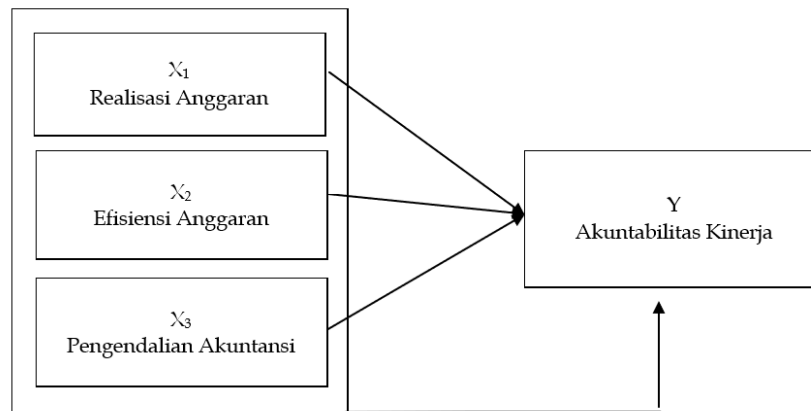 X₁
Realisasi Anggaran
X₂
Efisiensi Anggaran
X₃
Pengendalian Akuntansi
Y
Akuntabilitas Kinerja